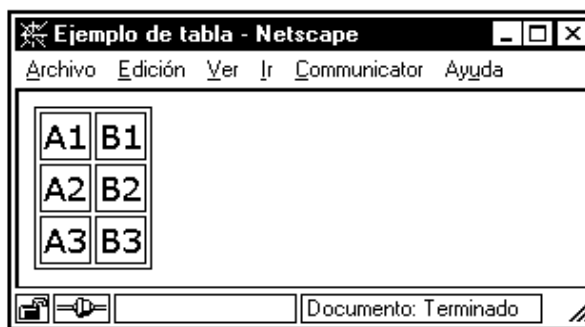 Ejemplo de tabla - Netscape
Archivo Edición Ver Ir Communicator Ayuda
A1 B1
A2 B2
A3 B3
Documento: Terminado